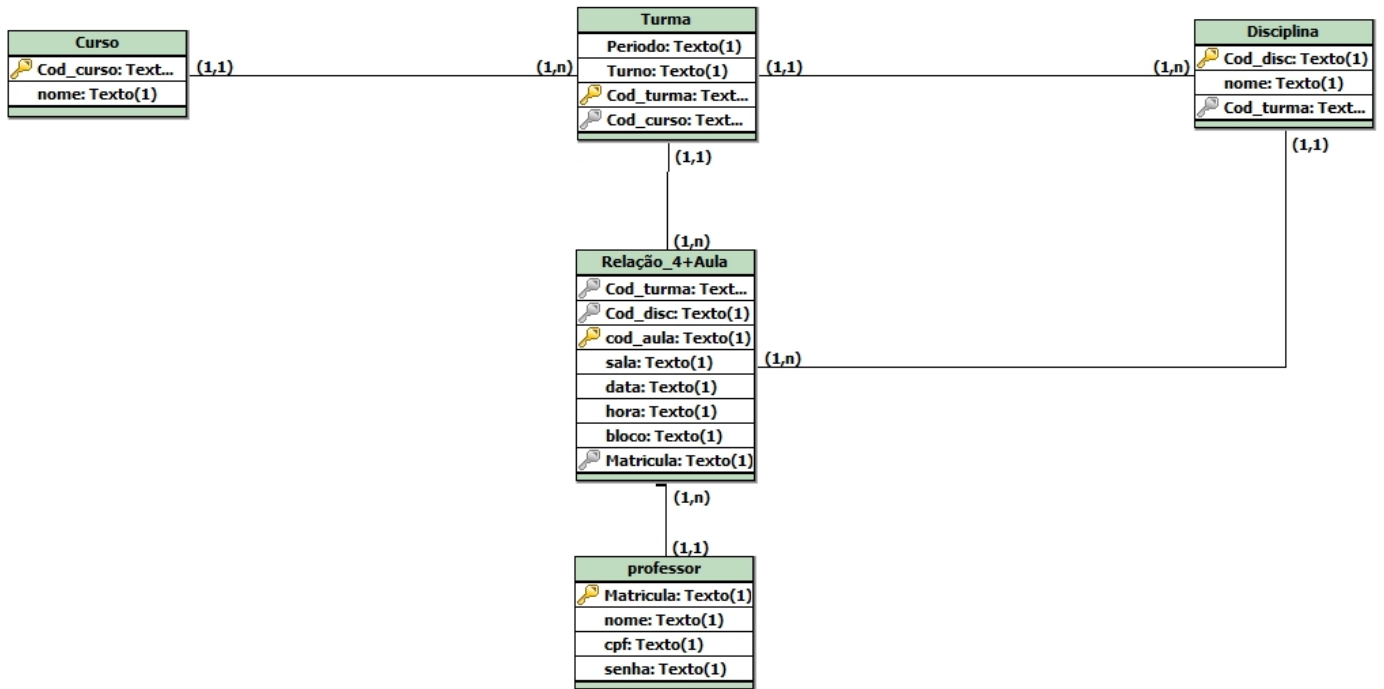 Curso
Cod_curso: Text...
nome: Texto(1)
(1,1)
(1,n)
Turma
Periodo: Texto(1)
Turno: Texto(1)
Cod_turma: Text...
Cod_curso: Text...
(1,1)
(1,n)
Disciplina
Cod_disc: Texto(1)
nome: Texto(1)
Cod_turma: Text...
(1,1)
(1,1)
(1,n)
Relação_4+Aula
Cod_turma: Text...
Cod_disc: Texto(1)
cod_aula: Texto(1)
sala: Texto(1)
data: Texto(1)
hora: Texto(1)
bloco: Texto(1)
Matricula: Texto(1)
(1,n)
(1,n)
(1,1)
professor
Matricula: Texto(1)
nome: Texto(1)
cpf: Texto(1)
senha: Texto(1)